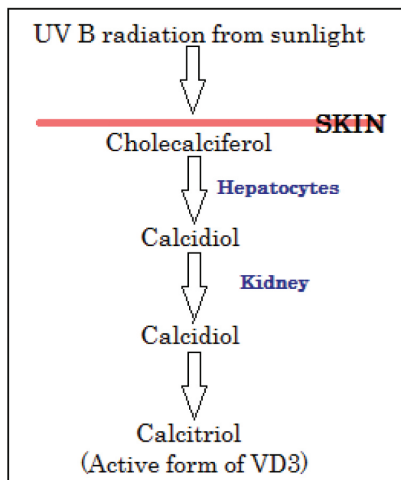 UV B radiation from sunlight
SKIN
Cholecalciferol
Hepatocytes
Calcidiol
Kidney
Calcidiol
Calcitriol
(Active form of VD3)